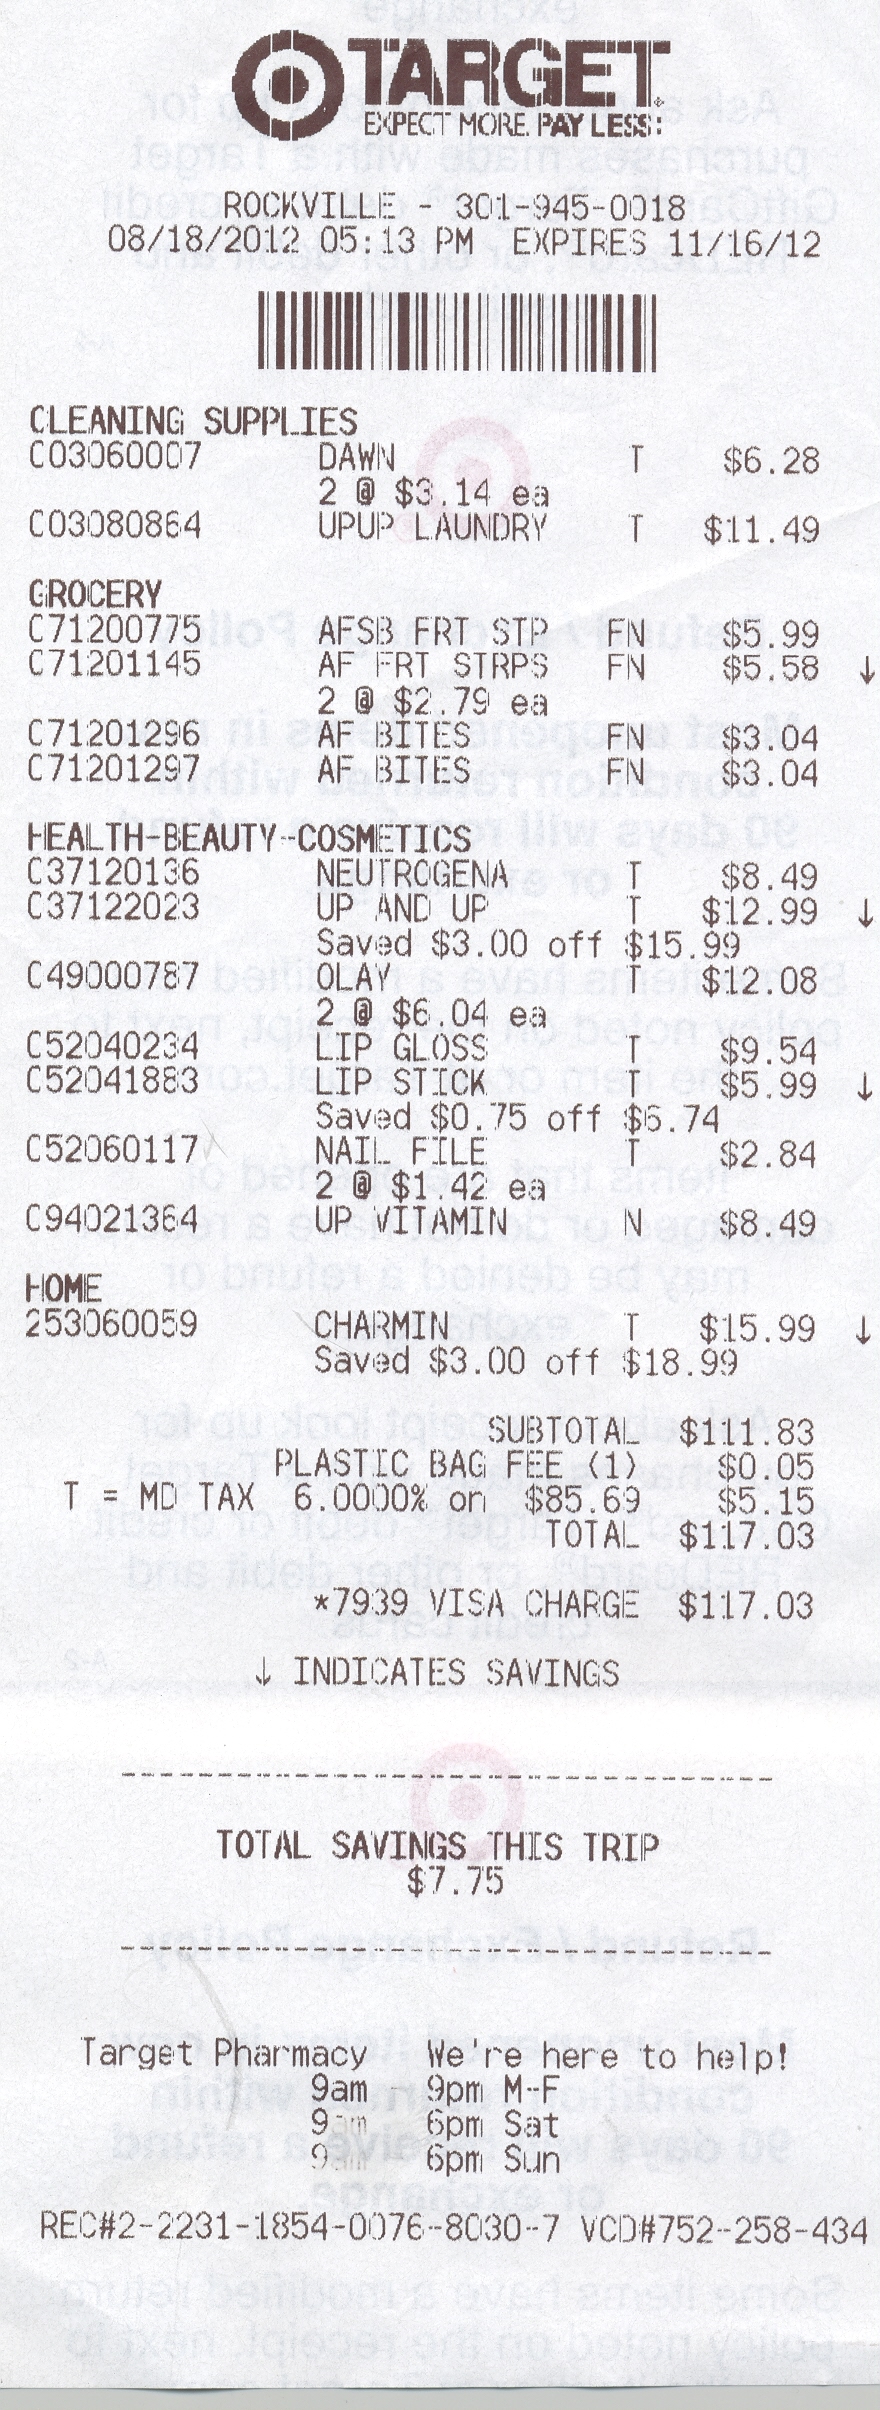 TARGET
EXPECT MORE. PAY LESS.
ROCKVILLE - 301-945-0018
08/18/2012 05:13 PM EXPIRES 11/16/12
CLEANING SUPPLIES
C03060007 DAWN T $6.28
2 @ $3.14 ea
C03080864 UPUP LAUNDRY T $11.49
GROCERY
C71200775 AFSB FRT STP FN $5.99
C71201145 AF FRT STRPS FN $5.58 ↓
2 @ $2.79 ea
C71201296 AF BITES FN $3.04
C71201297 AF BITES FN $3.04
HEALTH-BEAUTY-COSMETICS
C37120136 NEUTROGENA T $8.49
C37122023 UP AND UP T $12.99 ↓
Saved $3.00 off $15.99
C49000787 OLAY T $12.08
2 @ $6.04 ea
C52040234 LIP GLOSS T $9.54
C52041883 LIP STICK T $5.99 ↓
Saved $0.75 off $6.74
C52060117 NAIL FILE T $2.84
2 @ $1.42 ea
C94021364 UP VITAMIN N $8.49
HOME
253060059 CHARMIN T $15.99 ↓
Saved $3.00 off $18.99
SUBTOTAL $111.83
PLASTIC BAG FEE (1) $0.05
T = MD TAX 6.0000% on $85.69 $5.15
TOTAL $117.03
*7939 VISA CHARGE $117.03
↓ INDICATES SAVINGS
TOTAL SAVINGS THIS TRIP
$7.75
Target Pharmacy We're here to help!
9am - 9pm M-F
9am 6pm Sat
9am 6pm Sun
REC#2-2231-1854-0076-8030-7 VCD#752-258-434